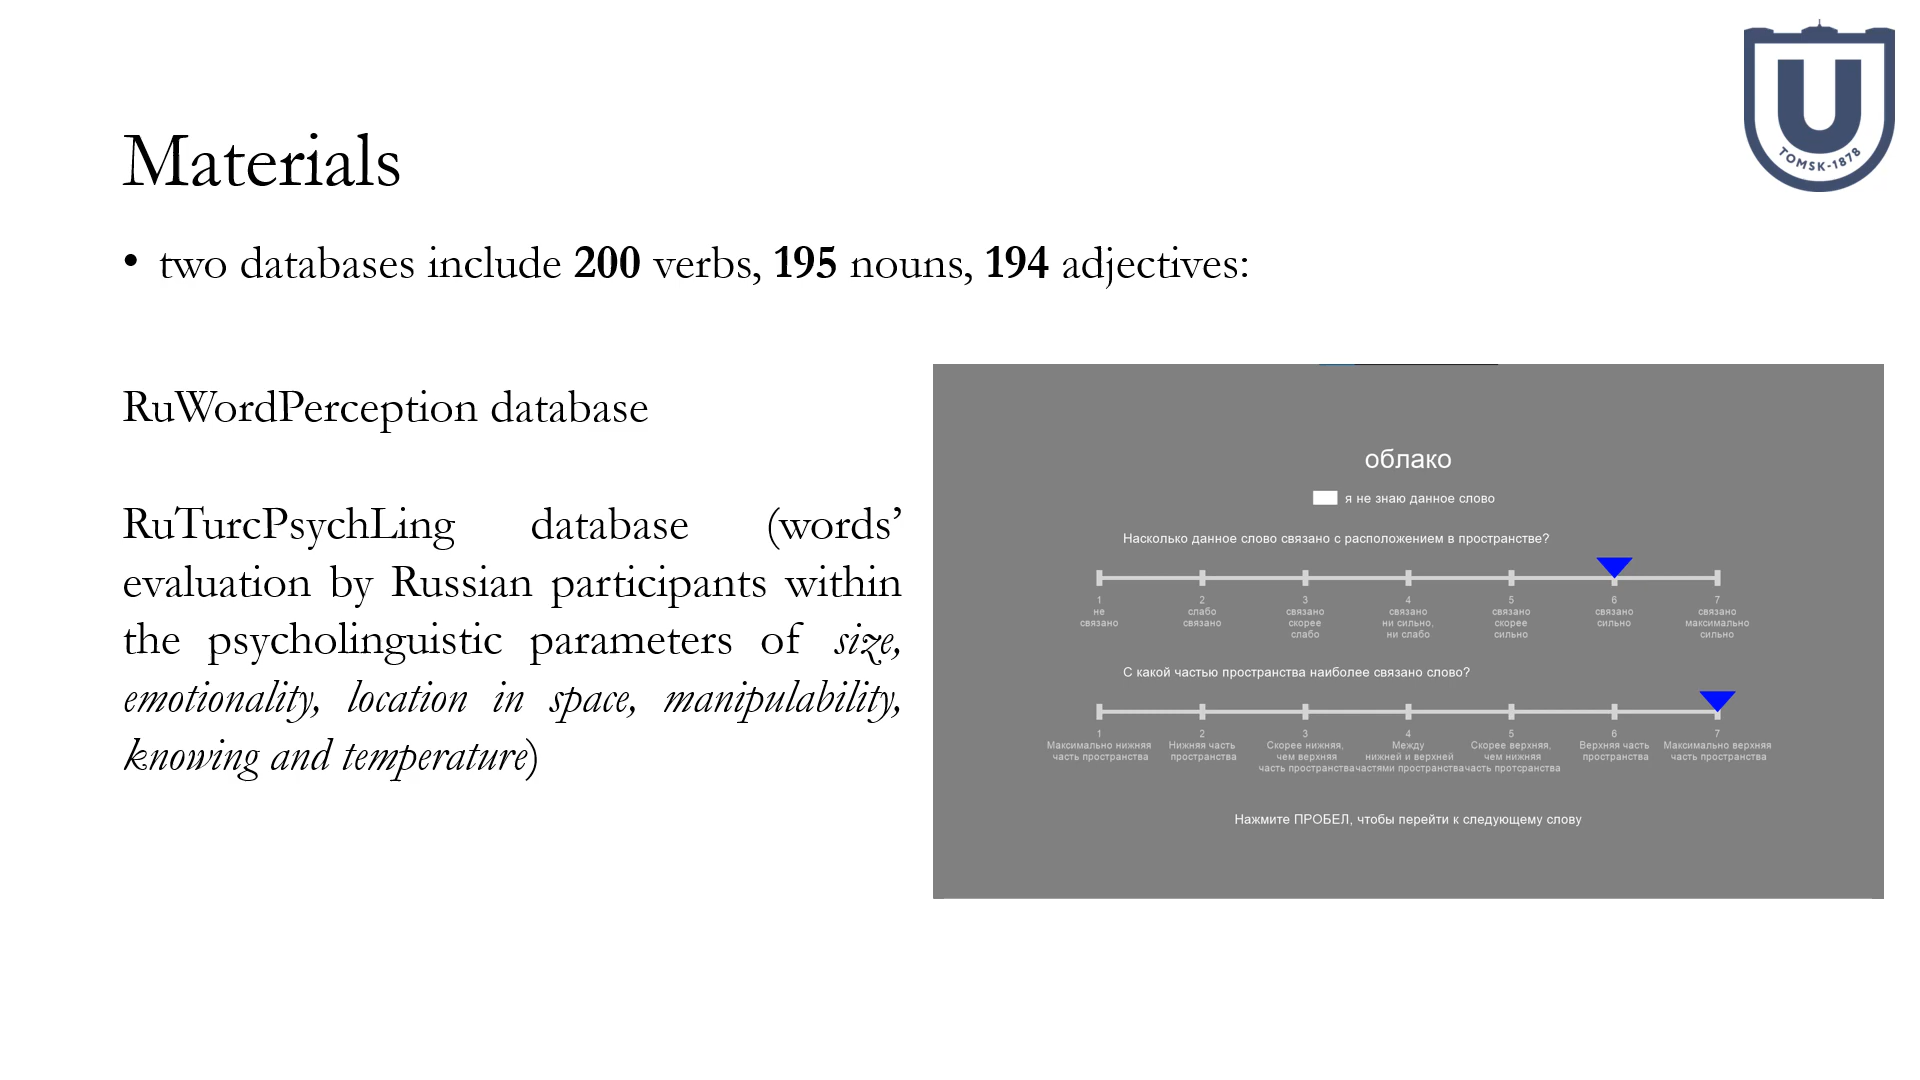 TOMSK-1878
Materials
• two databases include 200 verbs, 195 nouns, 194 adjectives:
RuWordPerception database
RuTurcPsychLing database (words’
evaluation by Russian participants within
the psycholinguistic parameters of size,
emotionality, location in space, manipulability,
knowing and temperature)
облако
я не знаю данное слово
Насколько данное слово связано с расположением в пространстве?
1 2 3 4 5 6 7
не слабо связано связано связано связано связано
связано связано скорее ни сильно, скорее сильно максимально
слабо ни слабо сильно сильно
С какой частью пространства наиболее связано слово?
1 2 3 4 5 6 7
Максимально нижняя Нижняя часть Скорее нижняя, Между Скорее верхняя, Верхняя часть Максимально верхняя
часть пространства пространства чем верхняя нижней и верхней чем нижняя пространства часть пространства
часть пространства частями пространства часть протсранства
Нажмите ПРОБЕЛ, чтобы перейти к следующему слову